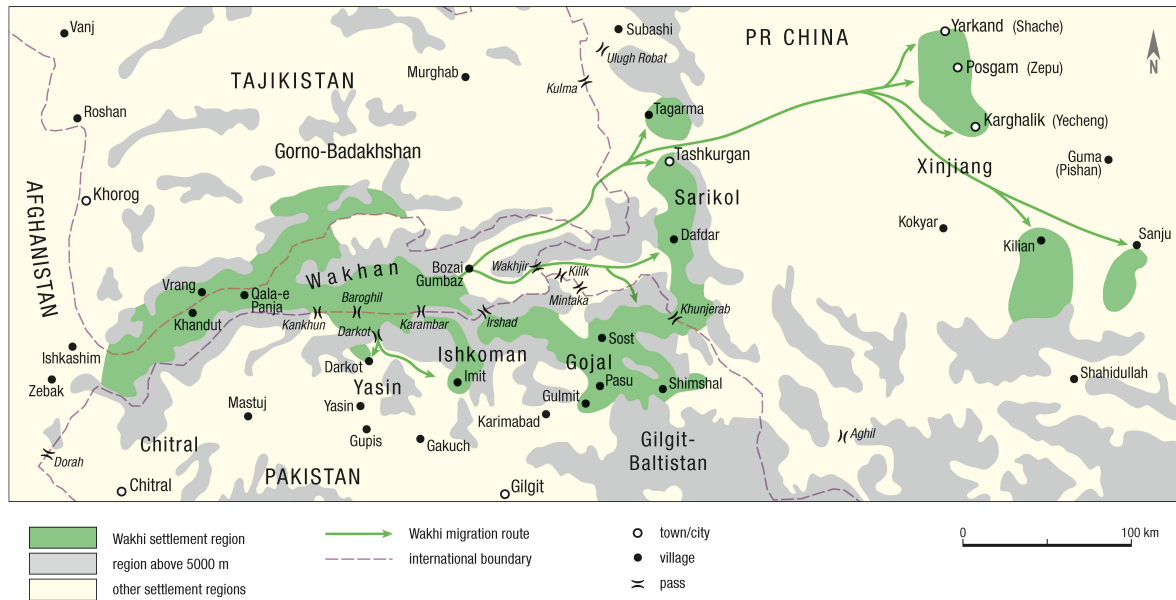 Vanj
Subashi
PR CHINA
Yarkand (Shache)
Ulugh Robat
N
TAJIKISTAN
Murghab
Kulma
Posgam (Zepu)
Roshan
Tagarma
Karghalik (Yecheng)
Gorno-Badakhshan
Tashkurgan
Guma
(Pishan)
Xinjiang
AFGHANISTAN
Khorog
Sarikol
Kokyar
Dafdar
Kilian
Sanju
Wakhan
Bozai
Gumbaz
Wakhjir
Kilik
Mintaka
Vrang
Qala-e
Panja
Baroghil
Khandut
Kankhun
Karambar
Irshad
Khunjerab
Darkot
Sost
Ishkashim
Darkot
Ishkoman
Gojal
Zebak
Yasin
Imit
Pasu
Shimshal
Shahidullah
Mastuj
Yasin
Gulmit
Karimabad
Chitral
Gupis
Gakuch
Gilgit-
Baltistan
Aghil
Dorah
PAKISTAN
Chitral
Gilgit
Wakhi settlement region
region above 5000 m
other settlement regions
Wakhi migration route
international boundary
town/city
village
pass
0 100 km